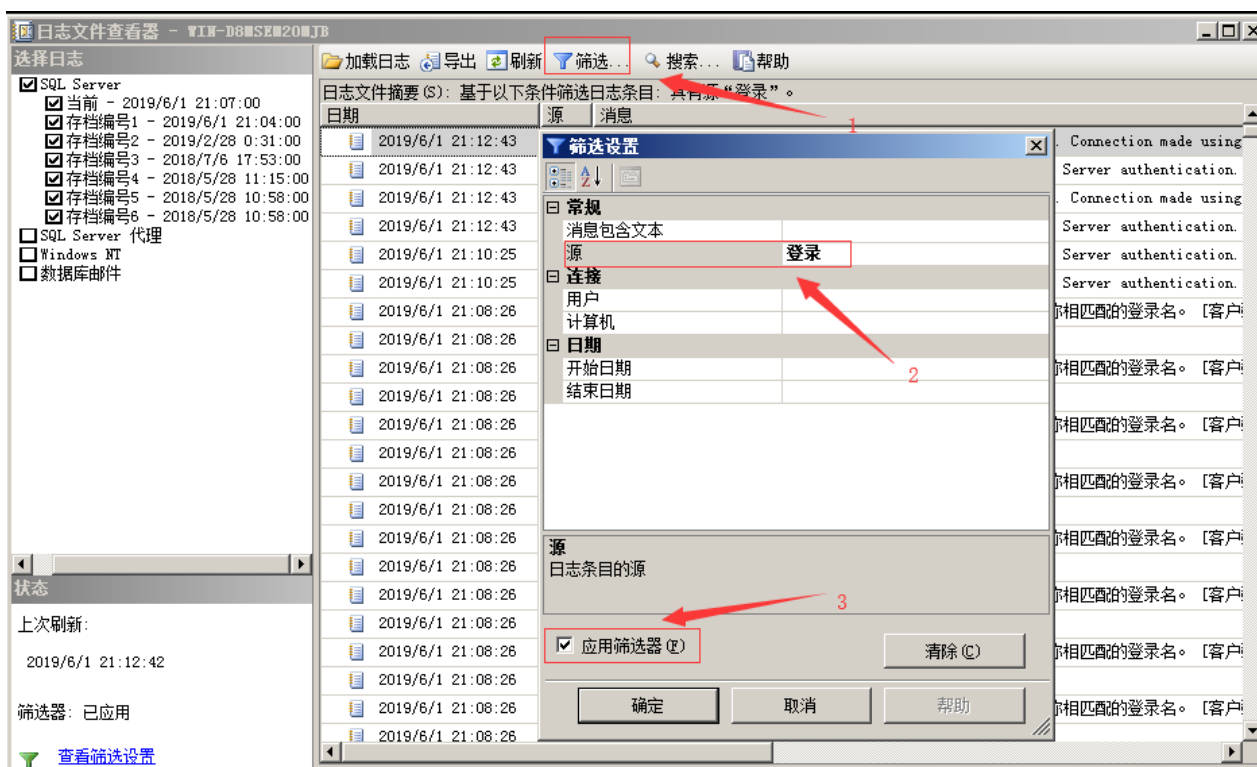 日志文件查看器 - WIN-D8MSEM20MJB
选择日志
SQL Server
当前 - 2019/6/1 21:07:00
存档编号1 - 2019/6/1 21:04:00
存档编号2 - 2019/2/28 0:31:00
存档编号3 - 2018/7/6 17:53:00
存档编号4 - 2018/5/28 11:15:00
存档编号5 - 2018/5/28 10:58:00
存档编号6 - 2018/5/28 10:58:00
SQL Server 代理
Windows NT
数据库邮件
状态
上次刷新:
2019/6/1 21:12:42
筛选器: 已应用
查看筛选设置
加载日志 导出 刷新 筛选... 搜索... 帮助
日志文件摘要(S): 基于以下条件筛选日志条目: 具有源“登录”。
1
日期 源 消息
2019/6/1 21:12:43 . Connection made using
2019/6/1 21:12:43 Server authentication.
2019/6/1 21:12:43 . Connection made using
2019/6/1 21:12:43 Server authentication.
2019/6/1 21:10:25 Server authentication.
2019/6/1 21:10:25 Server authentication.
2019/6/1 21:08:26 相匹配的登录名。 [客户
2019/6/1 21:08:26
2019/6/1 21:08:26 相匹配的登录名。 [客户
2019/6/1 21:08:26
2019/6/1 21:08:26 相匹配的登录名。 [客户
2019/6/1 21:08:26
2019/6/1 21:08:26 相匹配的登录名。 [客户
2019/6/1 21:08:26
2019/6/1 21:08:26 相匹配的登录名。 [客户
2019/6/1 21:08:26
2019/6/1 21:08:26 相匹配的登录名。 [客户
2019/6/1 21:08:26
2019/6/1 21:08:26 相匹配的登录名。 [客户
2019/6/1 21:08:26
2019/6/1 21:08:26 相匹配的登录名。 [客户
2019/6/1 21:08:26
筛选设置
常规
消息包含文本
源 登录
连接
用户
计算机
日期
开始日期
结束日期
2
源
日志条目的源
3
应用筛选器(F)
清除(C)
确定 取消 帮助